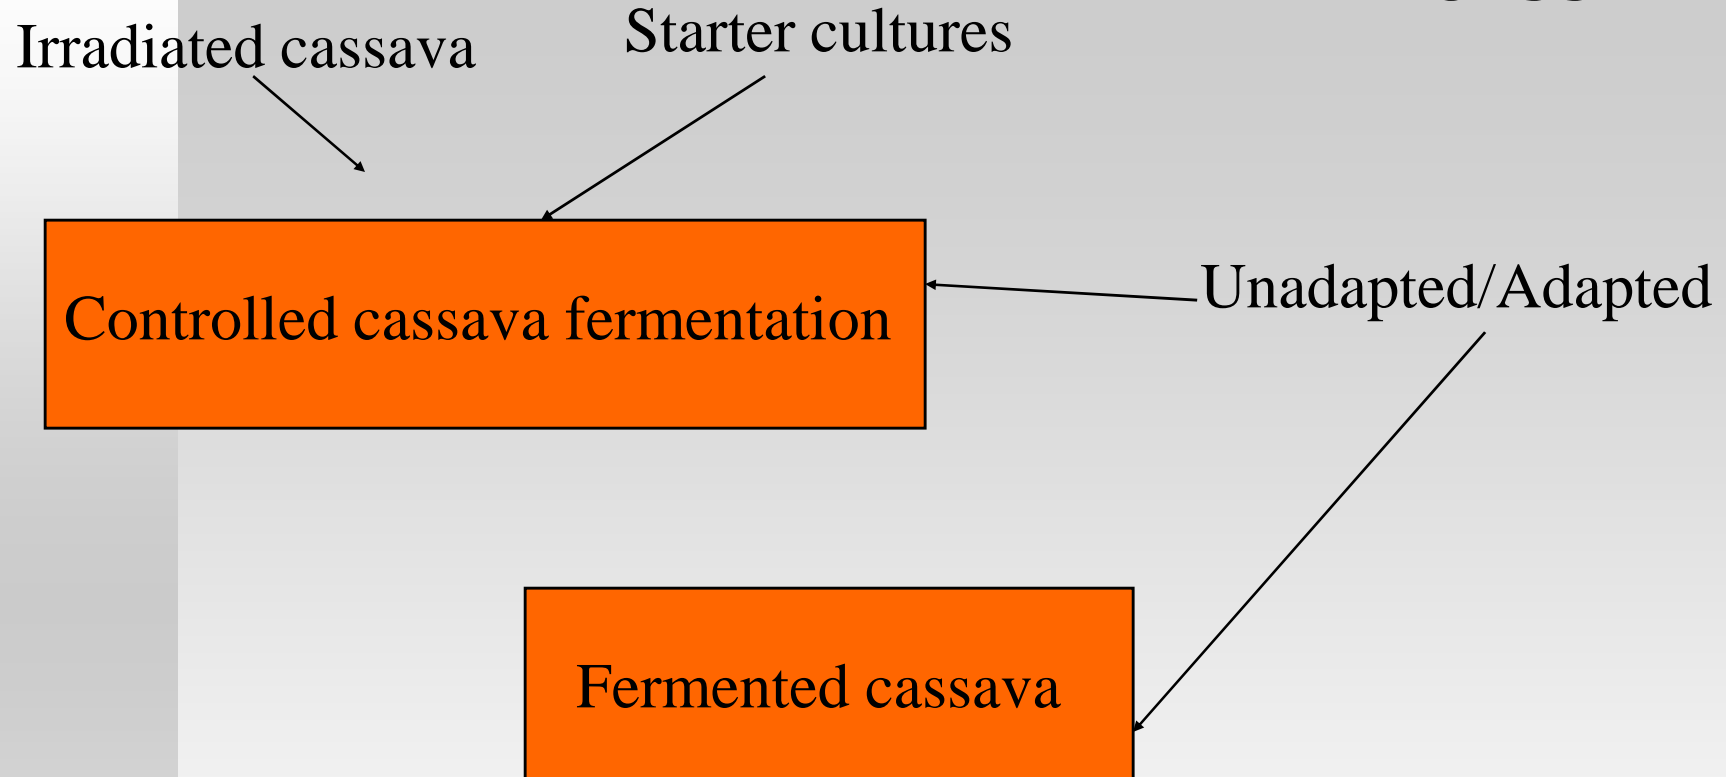 Irradiated cassava
Starter cultures
Unadapted/Adapted
Controlled cassava fermentation
Fermented cassava